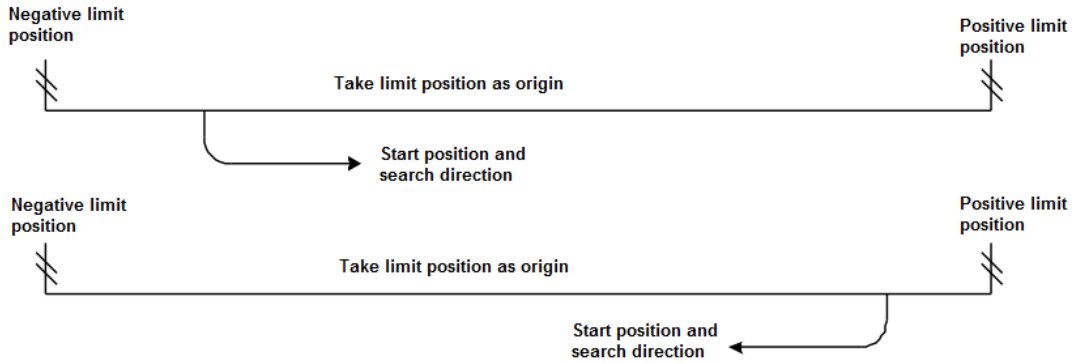 Negative limit
position
Positive limit
position
Take limit position as origin
Start position and
search direction
Negative limit
position
Positive limit
position
Take limit position as origin
Start position and
search direction